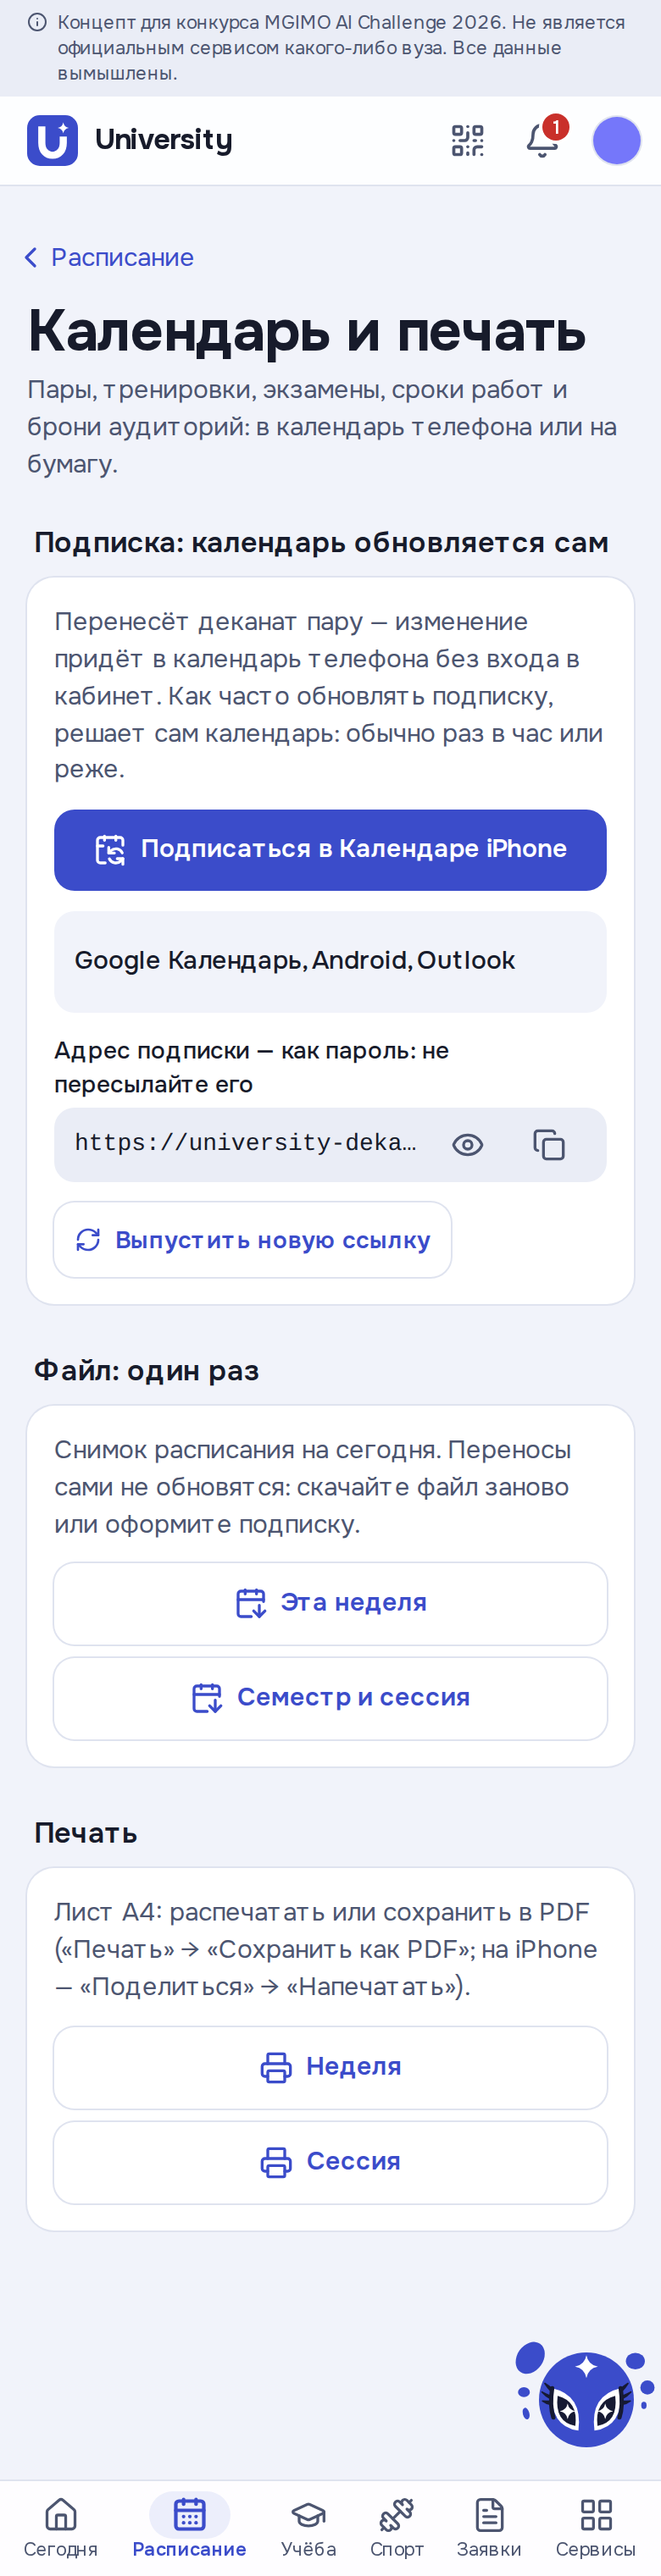 Концепт для конкурса MGIMO AI Challenge 2026. Не является
официальным сервисом какого-либо вуза. Все данные
вымышлены.
University
1
Расписание
Календарь и печать
Пары, тренировки, экзамены, сроки работ и
брони аудиторий: в календарь телефона или на
бумагу.
Подписка: календарь обновляется сам
Перенесёт деканат пару — изменение
придёт в календарь телефона без входа в
кабинет. Как часто обновлять подписку,
решает сам календарь: обычно раз в час или
реже.
Подписаться в Календаре iPhone
Google Календарь, Android, Outlook
Адрес подписки — как пароль: не
пересылайте его
https://university-deka…
Выпустить новую ссылку
Файл: один раз
Снимок расписания на сегодня. Переносы
сами не обновятся: скачайте файл заново
или оформите подписку.
Эта неделя
Семестр и сессия
Печать
Лист А4: распечатать или сохранить в PDF
(«Печать» → «Сохранить как PDF»; на iPhone
— «Поделиться» → «Напечатать»).
Неделя
Сессия
Сегодня
Расписание
Учёба
Спорт
Заявки
Сервисы